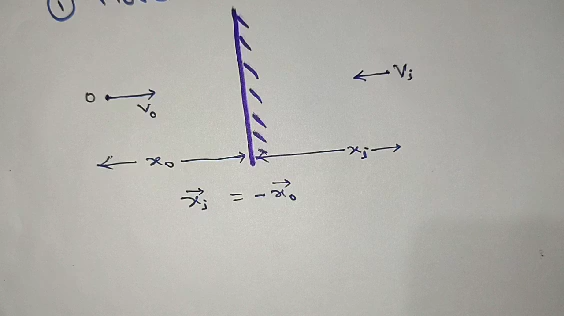 ①
O
V₀
Vᵢ
x₀
xᵢ
x⃗ᵢ = -x⃗₀